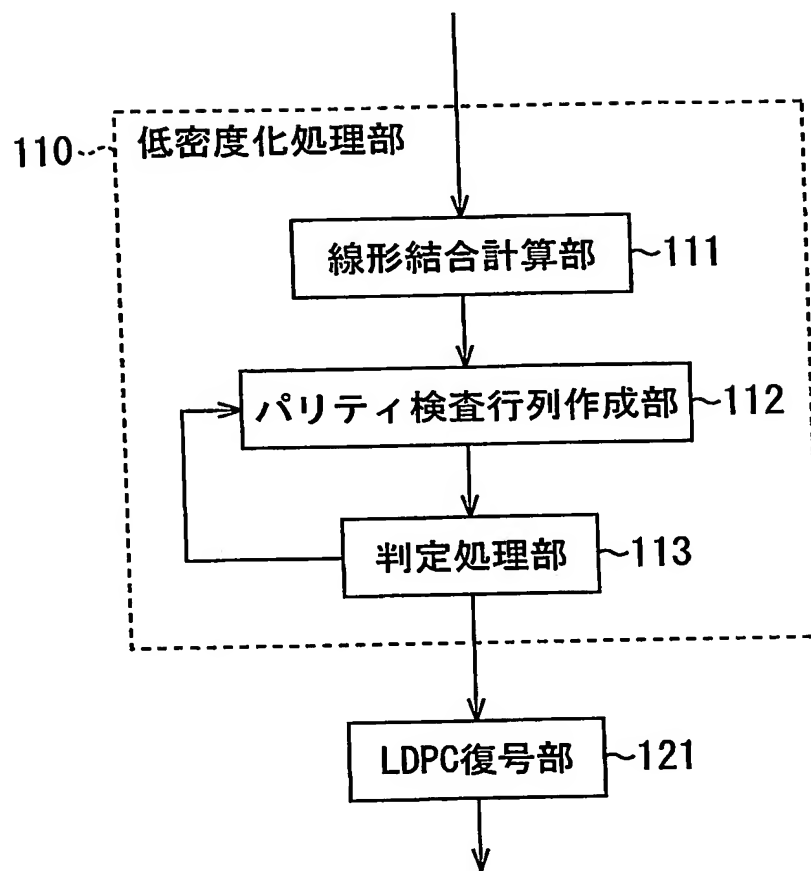 110 低密度化処理部
線形結合計算部 ~111
パリティ検査行列作成部 ~112
判定処理部 ~113
LDPC復号部 ~121